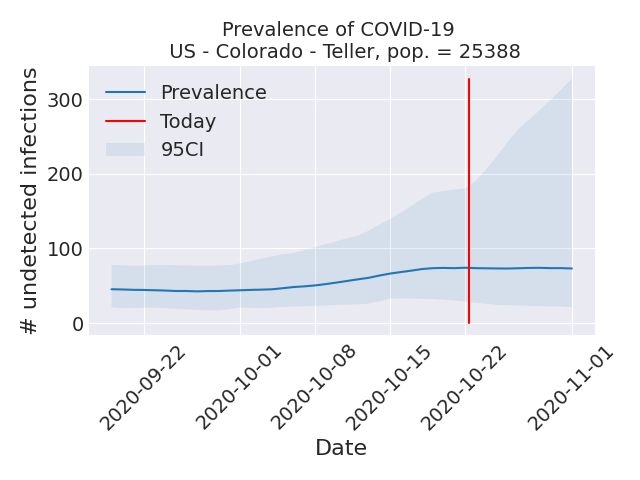 Prevalence of COVID-19
US - Colorado - Teller, pop. = 25388
Prevalence
Today
95CI
# undetected infections
300
200
100
0
2020-09-22
2020-10-01
2020-10-08
2020-10-15
2020-10-22
2020-11-01
Date